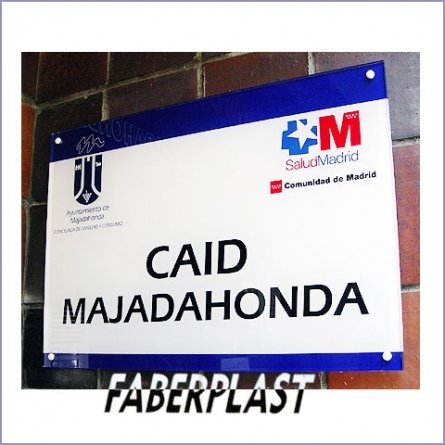 Ayuntamiento de
Majadahonda
CONCEJALÍA DE SANIDAD Y CONSUMO
M
SaludMadrid
Comunidad de Madrid
CAID
MAJADAHONDA
FABERPLAST